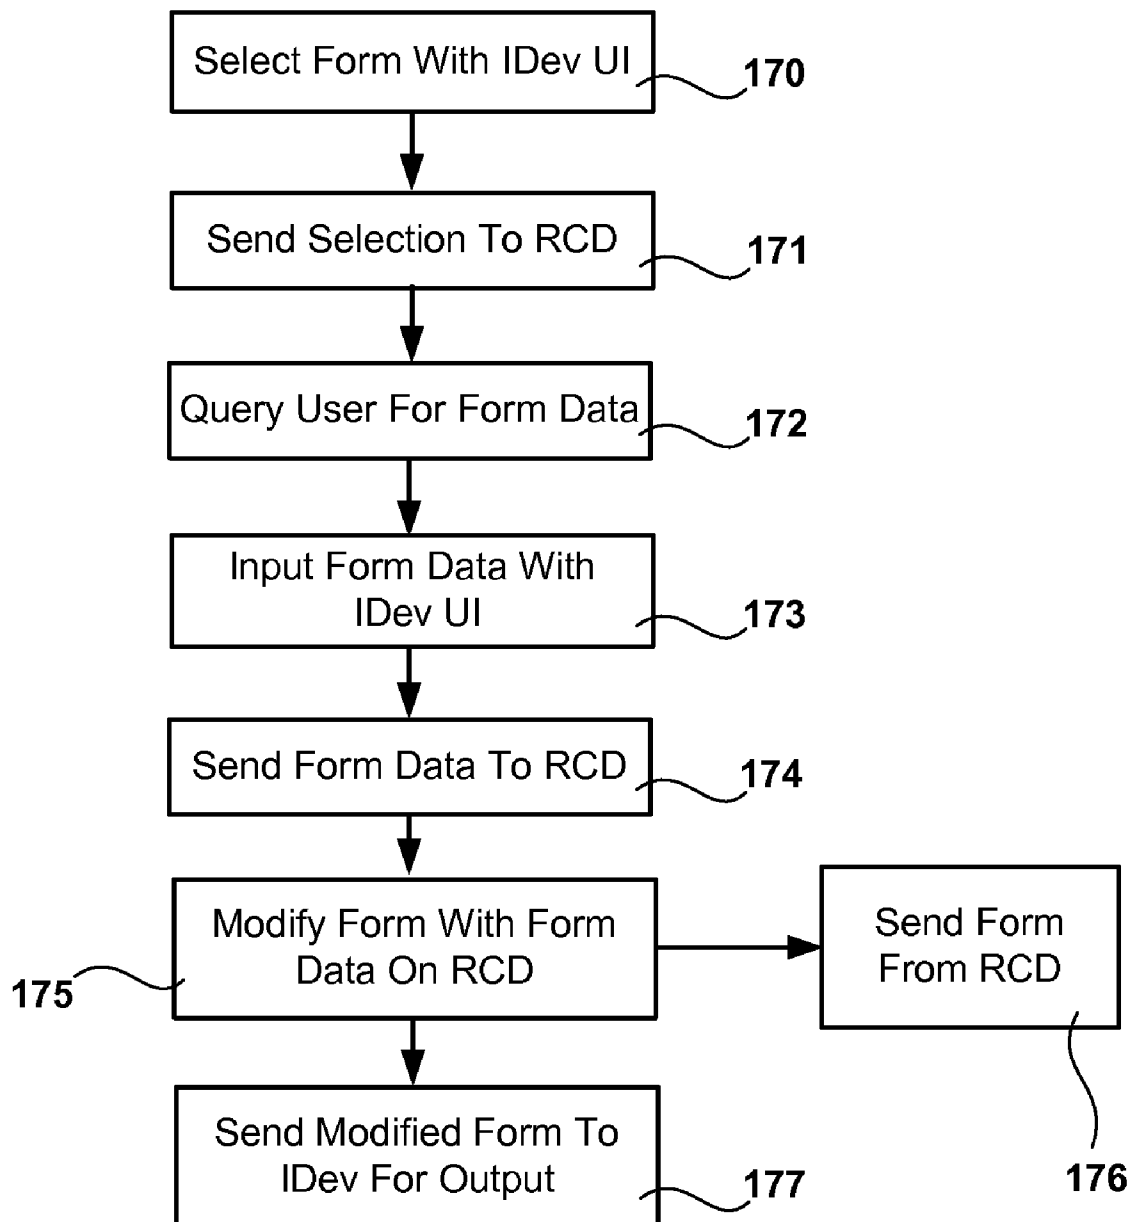 Select Form With IDev UI
170
Send Selection To RCD
171
Query User For Form Data
172
Input Form Data With
IDev UI
173
Send Form Data To RCD
174
Modify Form With Form
Data On RCD
175
Send Form
From RCD
176
Send Modified Form To
IDev For Output
177